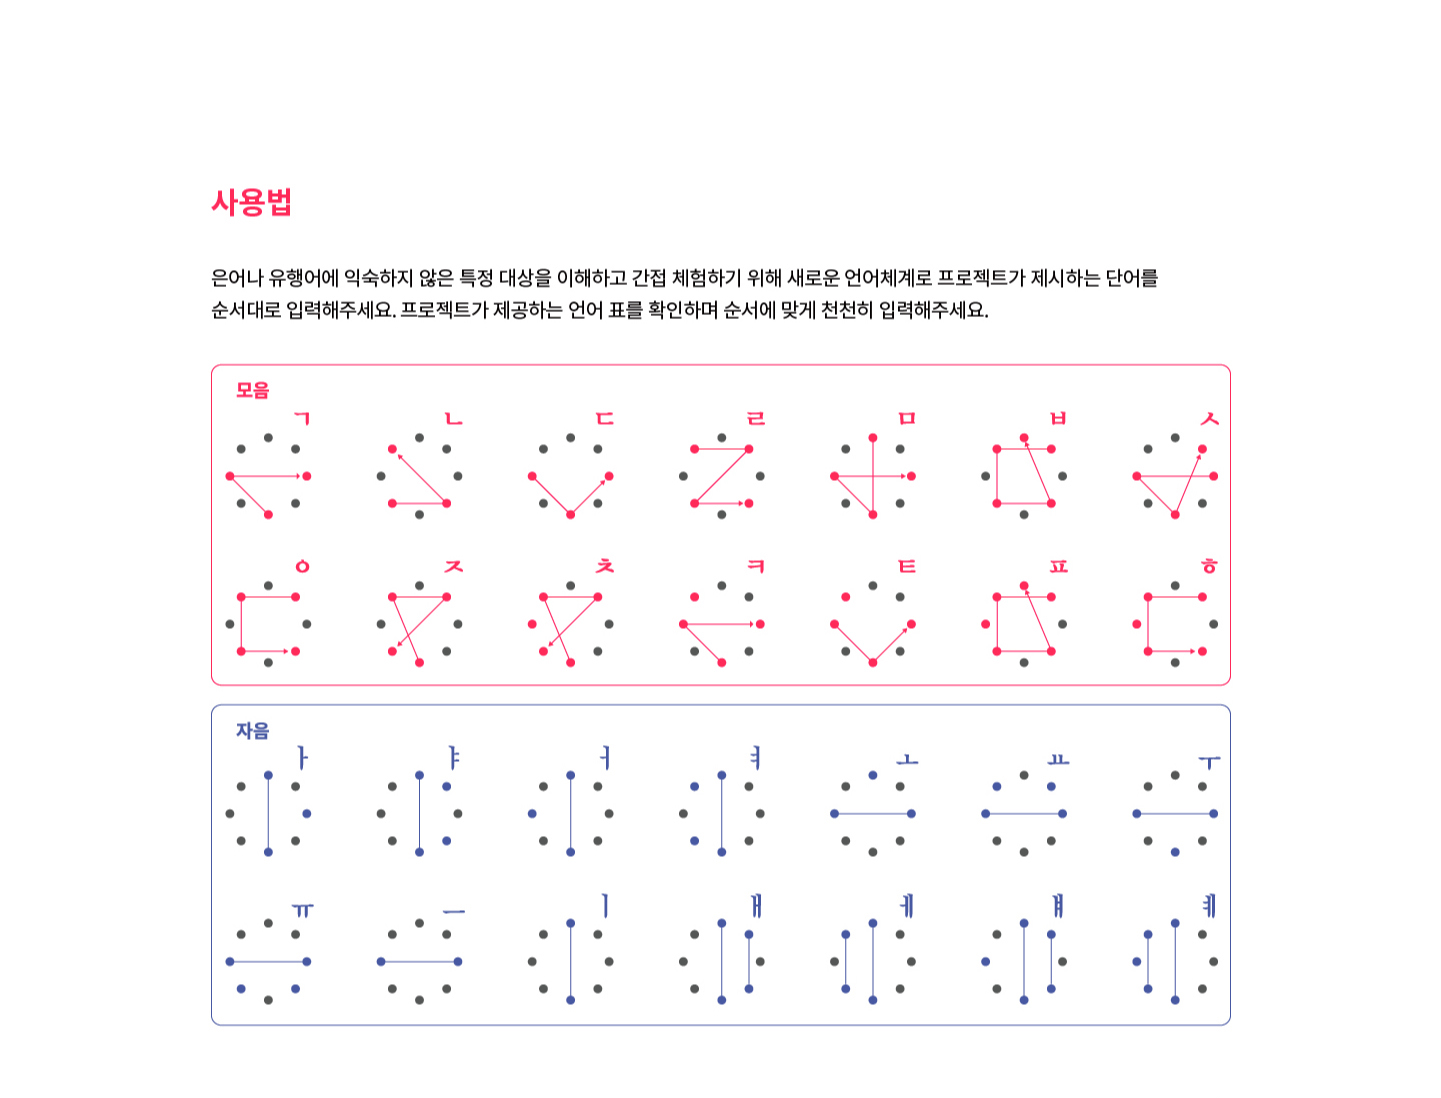 사용법
은어나 유행어에 익숙하지 않은 특정 대상을 이해하고 간접 체험하기 위해 새로운 언어체계로 프로젝트가 제시하는 단어를
순서대로 입력해주세요. 프로젝트가 제공하는 언어 표를 확인하며 순서에 맞게 천천히 입력해주세요.
모음
ㄱ ㄴ ㄷ ㄹ ㅁ ㅂ ㅅ
ㅇ ㅈ ㅊ ㅋ ㅌ ㅍ ㅎ
자음
ㅏ ㅑ ㅓ ㅕ ㅗ ㅛ ㅜ
ㅠ ㅡ ㅣ ㅐ ㅔ ㅒ ㅖ